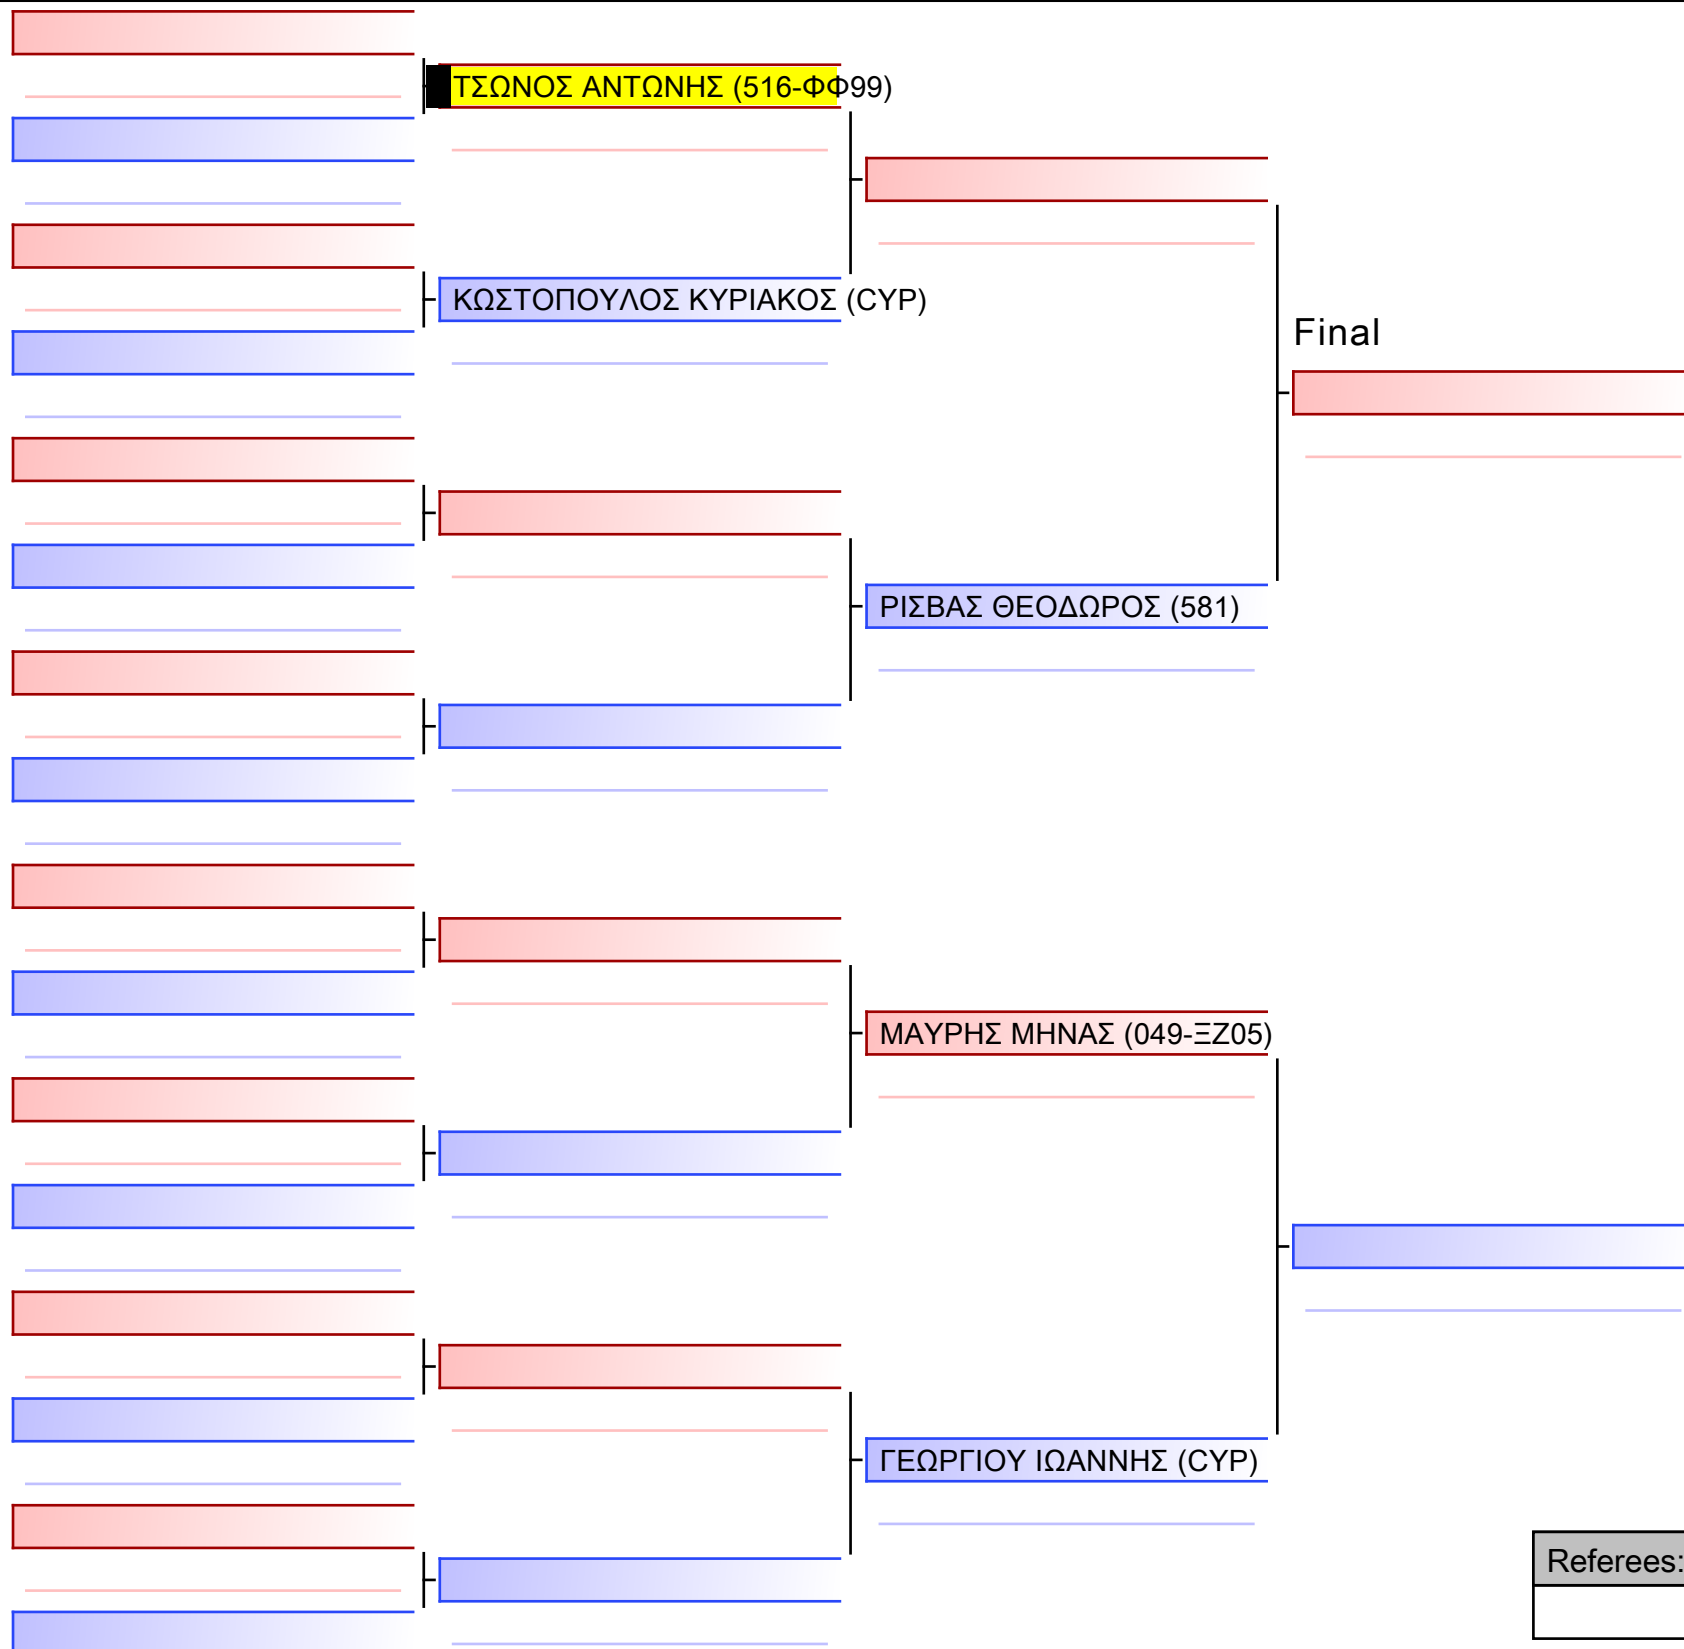 ΤΣΩΝΟΣ ΑΝΤΩΝΗΣ (516-ΦΦ99)
ΚΩΣΤΟΠΟΥΛΟΣ ΚΥΡΙΑΚΟΣ (CYP)
Final
ΡΙΣΒΑΣ ΘΕΟΔΩΡΟΣ (581)
ΜΑΥΡΗΣ ΜΗΝΑΣ (049-ΞΖ05)
ΓΕΩΡΓΙΟΥ ΙΩΑΝΝΗΣ (CYP)
Referees: